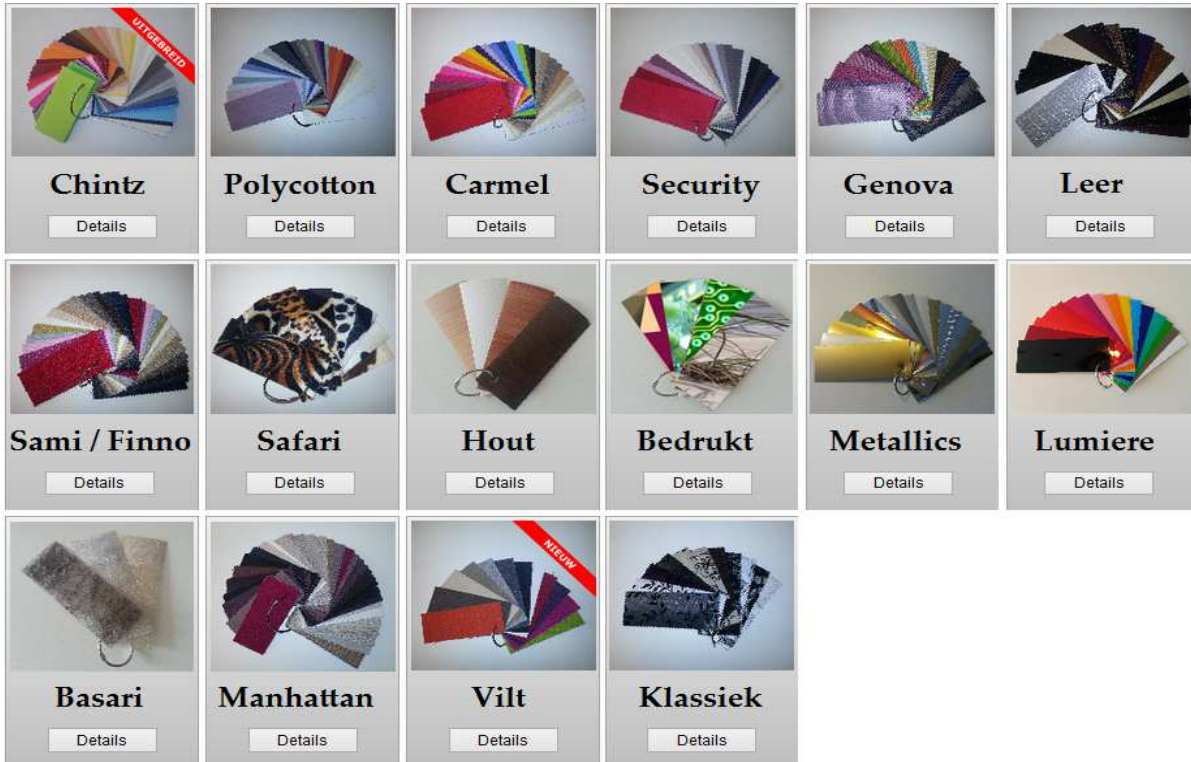 UITGEBREID
Chintz
Polycotton
Carmel
Security
Genova
Leer
Details
Details
Details
Details
Details
Details
Sami / Finno
Safari
Hout
Bedrukt
Metallics
Lumiere
Details
Details
Details
Details
Details
Details
NIEUW
Basari
Manhattan
Vilt
Klassiek
Details
Details
Details
Details